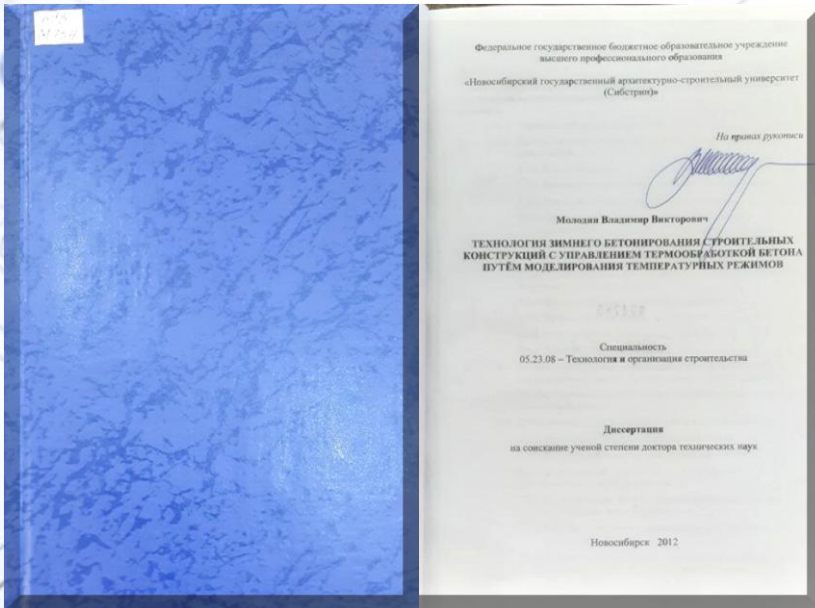 Федеральное государственное бюджетное образовательное учреждение
высшего профессионального образования
«Новосибирский государственный архитектурно-строительный университет
(Сибстрин)»
На правах рукописи
Молодин Владимир Викторович
ТЕХНОЛОГИЯ ЗИМНЕГО БЕТОНИРОВАНИЯ СТРОИТЕЛЬНЫХ
КОНСТРУКЦИЙ С УПРАВЛЕНИЕМ ТЕРМООБРАБОТКОЙ БЕТОНА
ПУТЁМ МОДЕЛИРОВАНИЯ ТЕМПЕРАТУРНЫХ РЕЖИМОВ
Специальность
05.23.08 – Технология и организация строительства
Диссертация
на соискание ученой степени доктора технических наук
Новосибирск 2012